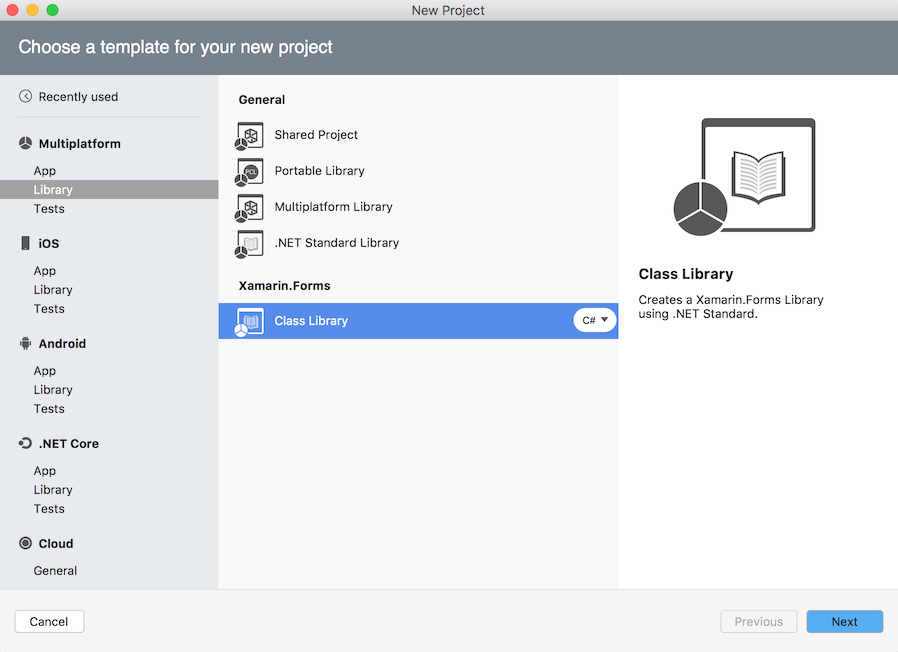 New Project
Choose a template for your new project
Recently used
Multiplatform
App
Library
Tests
iOS
App
Library
Tests
Android
App
Library
Tests
.NET Core
App
Library
Tests
Cloud
General
General
Shared Project
PCL
Portable Library
Multiplatform Library
.NET Standard Library
Xamarin.Forms
Class Library
C#
Class Library
Creates a Xamarin.Forms Library
using .NET Standard.
Cancel
Previous
Next